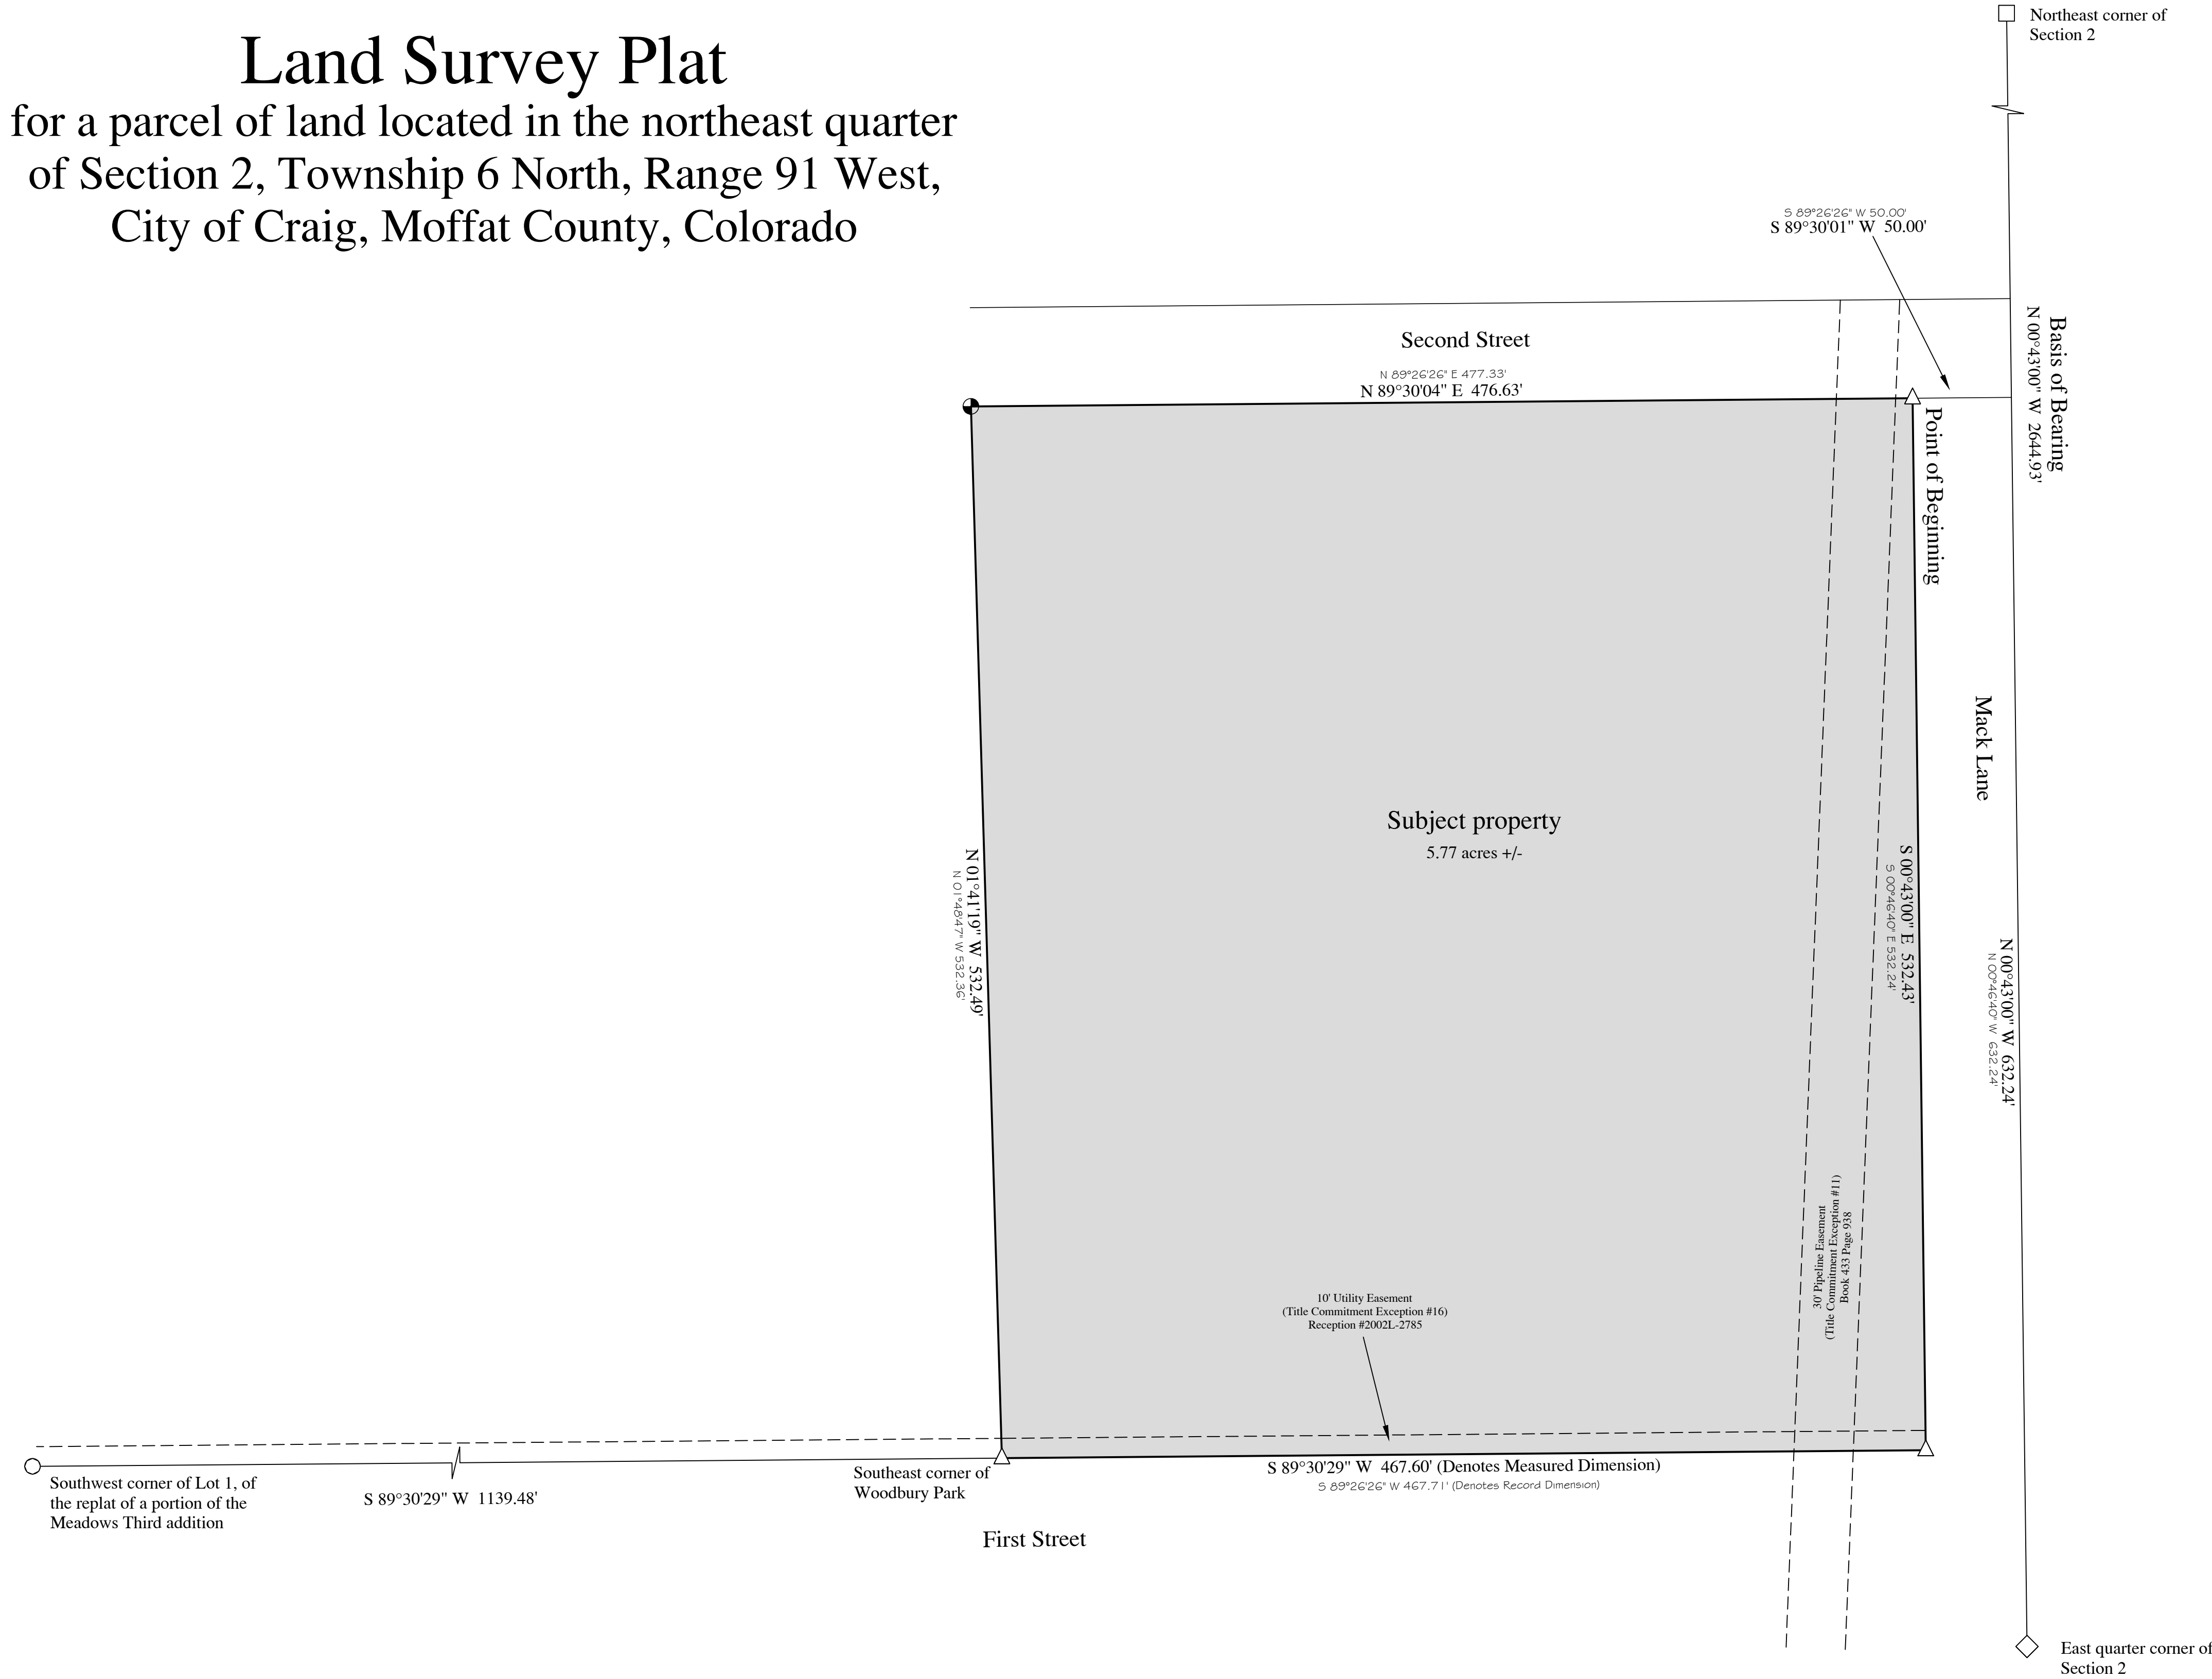 Land Survey Plat
for a parcel of land located in the northeast quarter
of Section 2, Township 6 North, Range 91 West,
City of Craig, Moffat County, Colorado
Northeast corner of
Section 2
S 89°26'26" W 50.00'
S 89°30'01" W 50.00'
Second Street
N 89°26'26" E 477.33'
N 89°30'04" E 476.63'
Basis of Bearing
N 00°43'00" W 2644.93'
Point of Beginning
Mack Lane
Subject property
5.77 acres +/-
N 01°41'19" W 532.49'
N 01°48'47" W 532.36'
S 00°43'00" E 532.43'
S 00°46'40" E 532.24'
N 00°43'00" W 632.24'
N 00°46'40" W 632.24'
30' Pipeline Easement
(Title Commitment Exception #11)
Book 433 Page 938
10' Utility Easement
(Title Commitment Exception #16)
Reception #2002L-2785
Southwest corner of Lot 1, of
the replat of a portion of the
Meadows Third addition
S 89°30'29" W 1139.48'
Southeast corner of
Woodbury Park
S 89°30'29" W 467.60' (Denotes Measured Dimension)
S 89°26'26" W 467.71' (Denotes Record Dimension)
First Street
East quarter corner of
Section 2